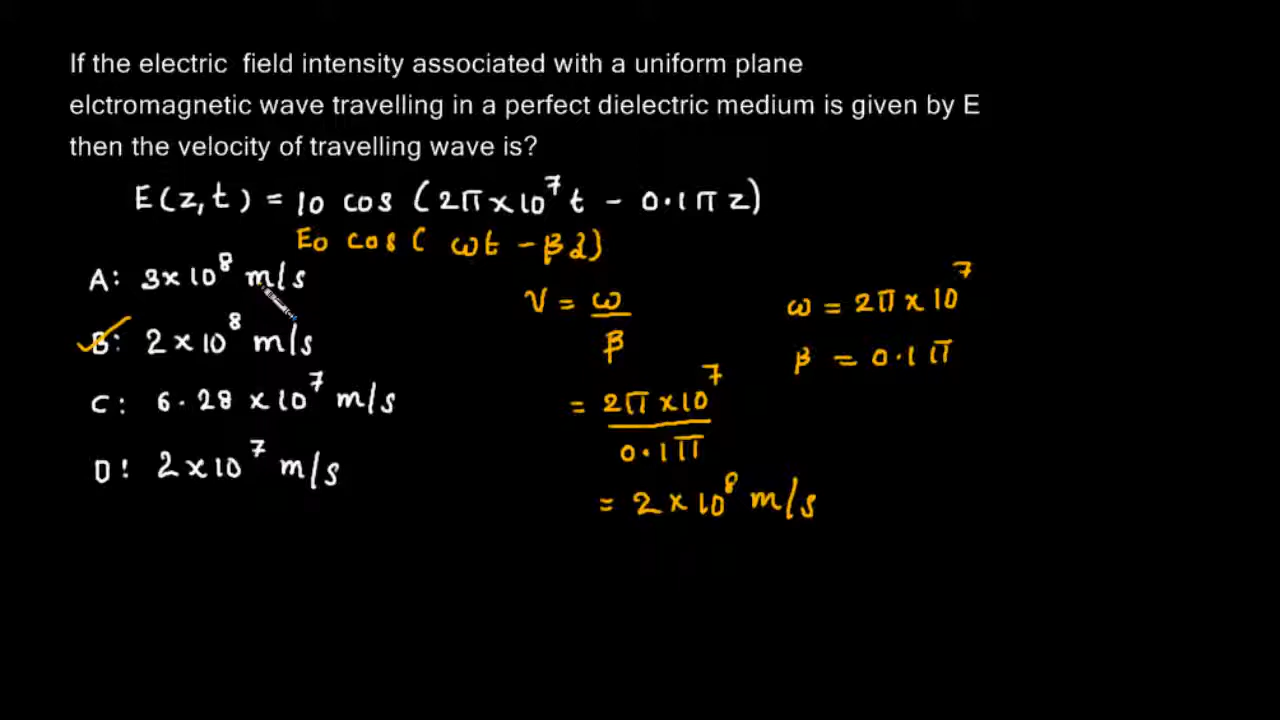 If the electric field intensity associated with a uniform plane
elctromagnetic wave travelling in a perfect dielectric medium is given by E
then the velocity of travelling wave is?
E(z,t) = 10 cos (2π×10⁷t - 0.1πz)
E₀ cos( ωt - βz)
A: 3×10⁸ m/s
B: 2×10⁸ m/s
C: 6.28×10⁷ m/s
D: 2×10⁷ m/s
V = ω/β
= 2π×10⁷/0.1π
= 2×10⁸ m/s
ω = 2π×10⁷
β = 0.1π